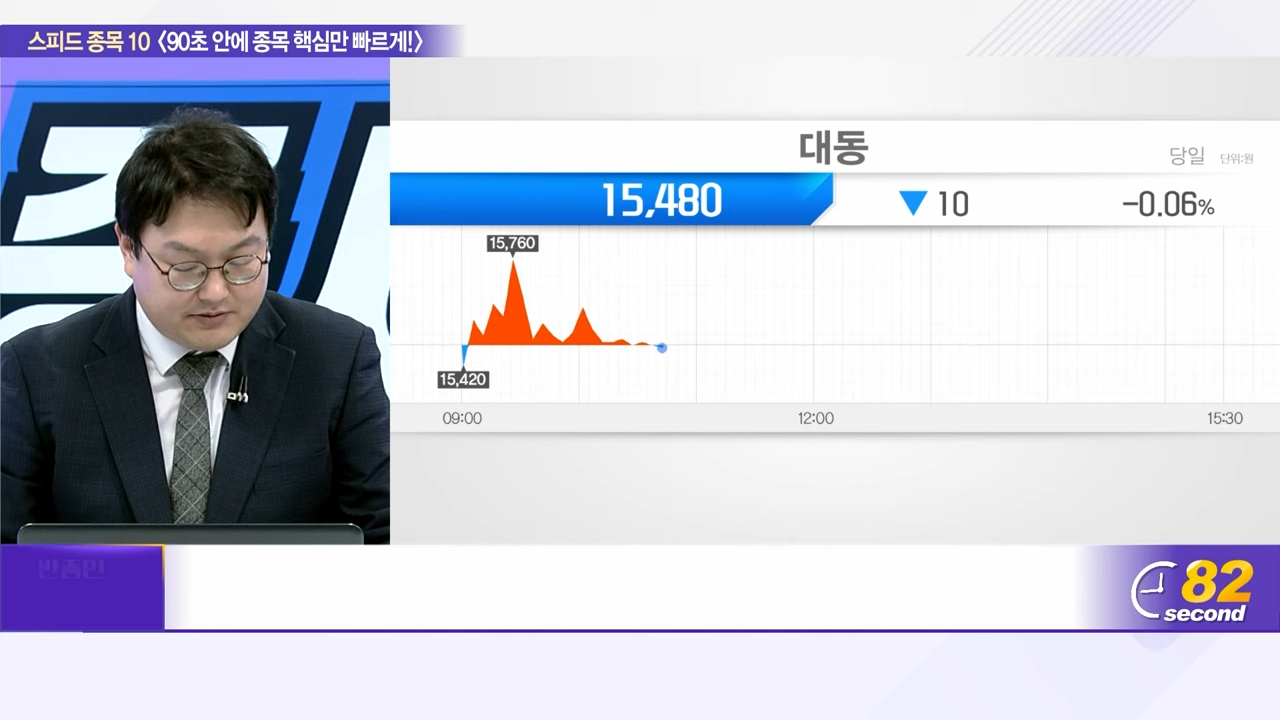 스피드 종목 10 〈90초 안에 종목 핵심만 빠르게!〉
대동
당일 단위:원
15,480 ▼ 10 -0.06%
15,760
15,420
09:00 12:00 15:30
82
second